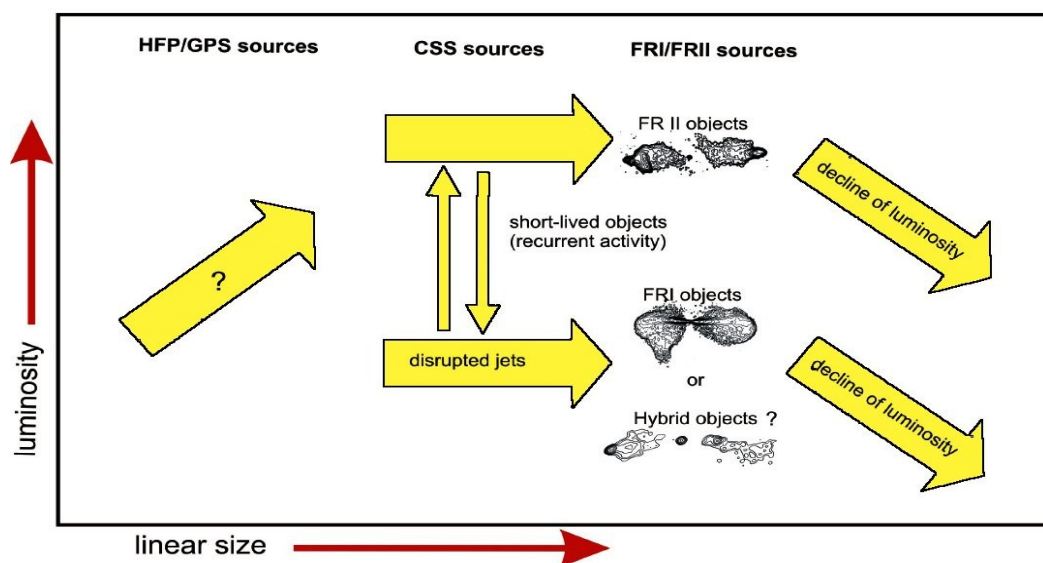 HFP/GPS sources
CSS sources
FRI/FRII sources
FR II objects
decline of luminosity
short-lived objects
(recurrent activity)
?
FRI objects
disrupted jets
or
Hybrid objects ?
decline of luminosity
luminosity
linear size